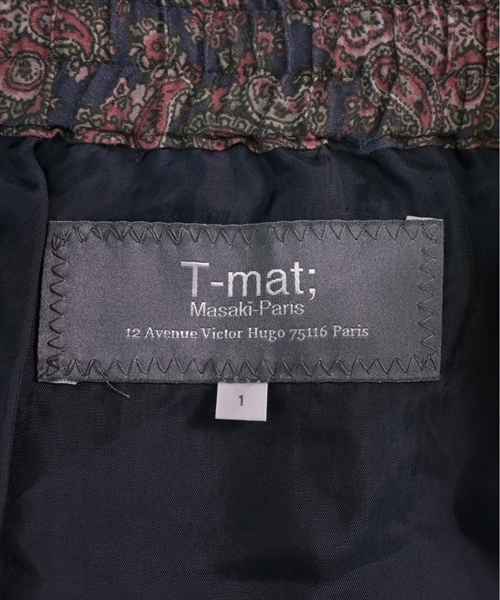 T-mat;
Masaki-Paris
12 Avenue Victor Hugo 75116 Paris
1